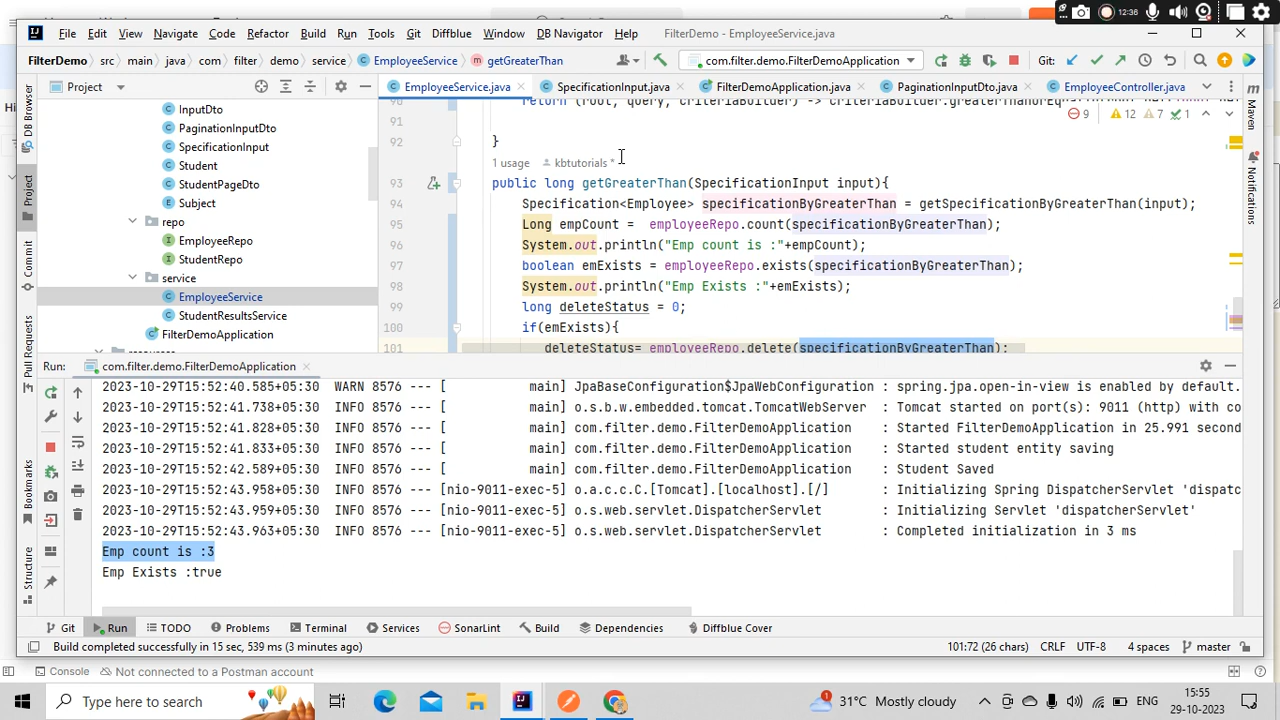 12:36
File Edit View Navigate Code Refactor Build Run Tools Git Diffblue Window DB Navigator Help FilterDemo - EmployeeService.java
FilterDemo src main java com filter demo service EmployeeService getGreaterThan com.filter.demo.FilterDemoApplication Git:
Project EmployeeService.java SpecificationInput.java FilterDemoApplication.java PaginationInputDto.java EmployeeController.java
DB Browser
Project
Commit
Pull Requests
Bookmarks
Structure
InputDto
PaginationInputDto
SpecificationInput
Student
StudentPageDto
Subject
repo
EmployeeRepo
StudentRepo
service
EmployeeService
StudentResultsService
FilterDemoApplication
9 12 7 1
91
92 }
1 usage kbtutorials *
93 public long getGreaterThan(SpecificationInput input){
94 Specification<Employee> specificationByGreaterThan = getSpecificationByGreaterThan(input);
95 Long empCount = employeeRepo.count(specificationByGreaterThan);
96 System.out.println("Emp count is :"+empCount);
97 boolean emExists = employeeRepo.exists(specificationByGreaterThan);
98 System.out.println("Emp Exists :"+emExists);
99 long deleteStatus = 0;
100 if(emExists){
101 deleteStatus= employeeRepo.delete(specificationByGreaterThan);
Maven
Notifications
Run: com.filter.demo.FilterDemoApplication
2023-10-29T15:52:40.585+05:30 WARN 8576 --- [ main] JpaBaseConfiguration$JpaWebConfiguration : spring.jpa.open-in-view is enabled by default.
2023-10-29T15:52:41.738+05:30 INFO 8576 --- [ main] o.s.b.w.embedded.tomcat.TomcatWebServer : Tomcat started on port(s): 9011 (http) with co
2023-10-29T15:52:41.828+05:30 INFO 8576 --- [ main] com.filter.demo.FilterDemoApplication : Started FilterDemoApplication in 25.991 second
2023-10-29T15:52:41.833+05:30 INFO 8576 --- [ main] com.filter.demo.FilterDemoApplication : Started student entity saving
2023-10-29T15:52:42.589+05:30 INFO 8576 --- [ main] com.filter.demo.FilterDemoApplication : Student Saved
2023-10-29T15:52:43.958+05:30 INFO 8576 --- [nio-9011-exec-5] o.a.c.c.C.[Tomcat].[localhost].[/] : Initializing Spring DispatcherServlet 'dispatc
2023-10-29T15:52:43.959+05:30 INFO 8576 --- [nio-9011-exec-5] o.s.web.servlet.DispatcherServlet : Initializing Servlet 'dispatcherServlet'
2023-10-29T15:52:43.963+05:30 INFO 8576 --- [nio-9011-exec-5] o.s.web.servlet.DispatcherServlet : Completed initialization in 3 ms
Emp count is :3
Emp Exists :true
Git Run TODO Problems Terminal Services SonarLint Build Dependencies Diffblue Cover
Build completed successfully in 15 sec, 539 ms (3 minutes ago) 101:72 (26 chars) CRLF UTF-8 4 spaces master
Console Not connected to a Postman account
Type here to search 31°C Mostly cloudy ENG 15:55
29-10-2023